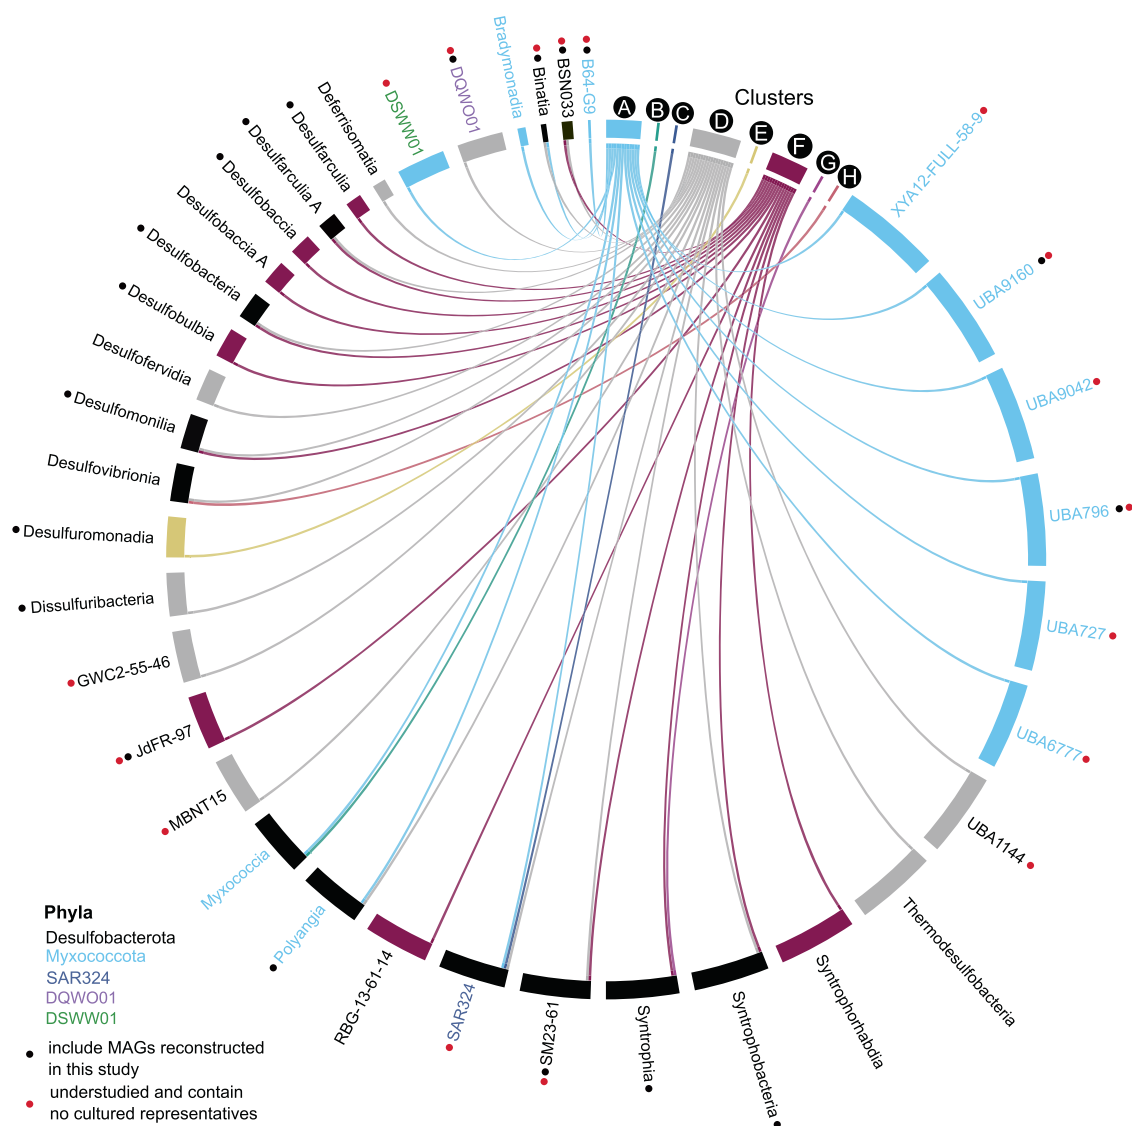 Clusters
A
B
C
D
E
F
G
H
XYA12-FULL-58-9
UBA9160
UBA9042
UBA796
UBA727
UBA6777
UBA1144
Thermodesulfobacteria
Syntrophorhabdia
Syntrophobacteria
Syntrophia
SM23-61
SAR324
RBG-13-61-14
Polyangia
Myxococcia
MBNT15
JdFR-97
GWC2-55-46
Dissulfuribacteria
Desulfuromonadia
Desulfovibrionia
Desulfomonilia
Desulfofervidia
Desulfobulbia
Desulfobacteria
Desulfobaccia A
Desulfobaccia
Desulfarculia A
Desulfarculia
Deferrisomatia
DSWW01
DQWO01
Bradymonadia
Binatia
BSN033
B64-G9
Phyla
Desulfobacterota
Myxococcota
SAR324
DQWO01
DSWW01
include MAGs reconstructed
in this study
understudied and contain
no cultured representatives